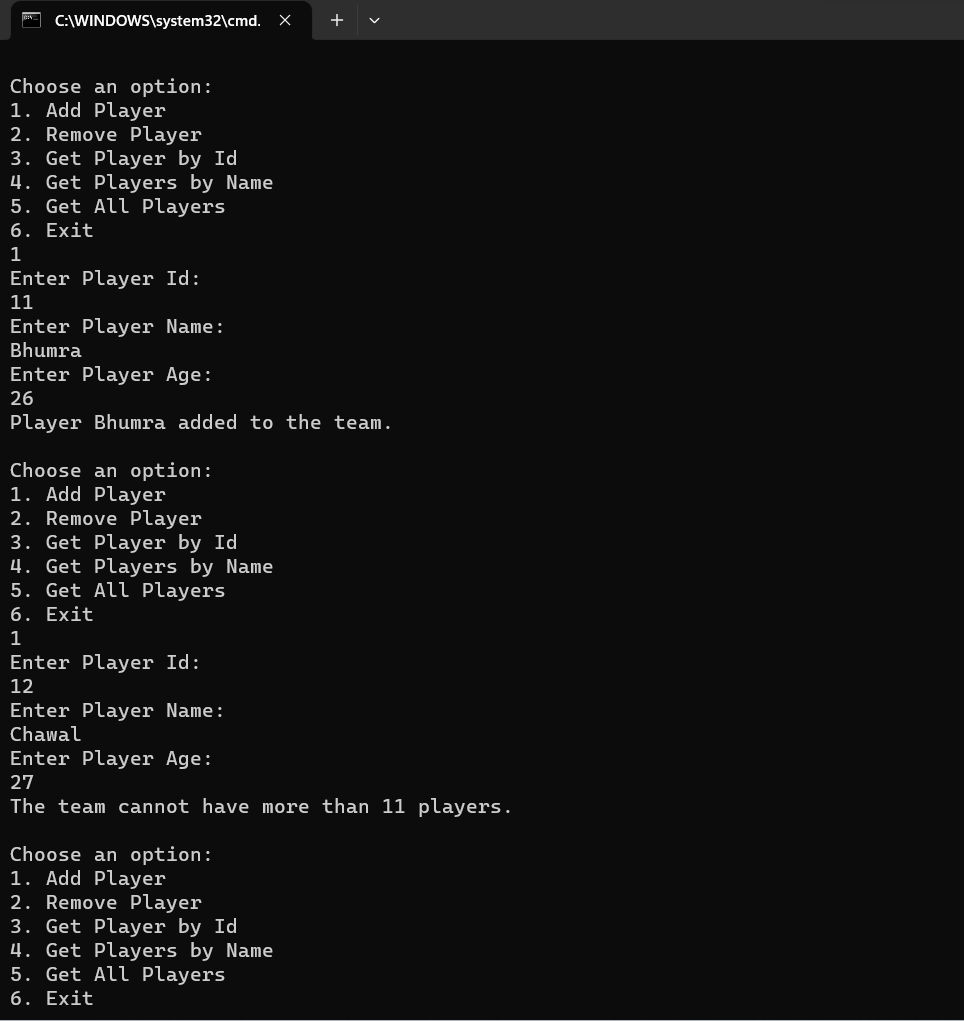 C:\WINDOWS\system32\cmd.
Choose an option:
1. Add Player
2. Remove Player
3. Get Player by Id
4. Get Players by Name
5. Get All Players
6. Exit
1
Enter Player Id:
11
Enter Player Name:
Bhumra
Enter Player Age:
26
Player Bhumra added to the team.
Choose an option:
1. Add Player
2. Remove Player
3. Get Player by Id
4. Get Players by Name
5. Get All Players
6. Exit
1
Enter Player Id:
12
Enter Player Name:
Chawal
Enter Player Age:
27
The team cannot have more than 11 players.
Choose an option:
1. Add Player
2. Remove Player
3. Get Player by Id
4. Get Players by Name
5. Get All Players
6. Exit